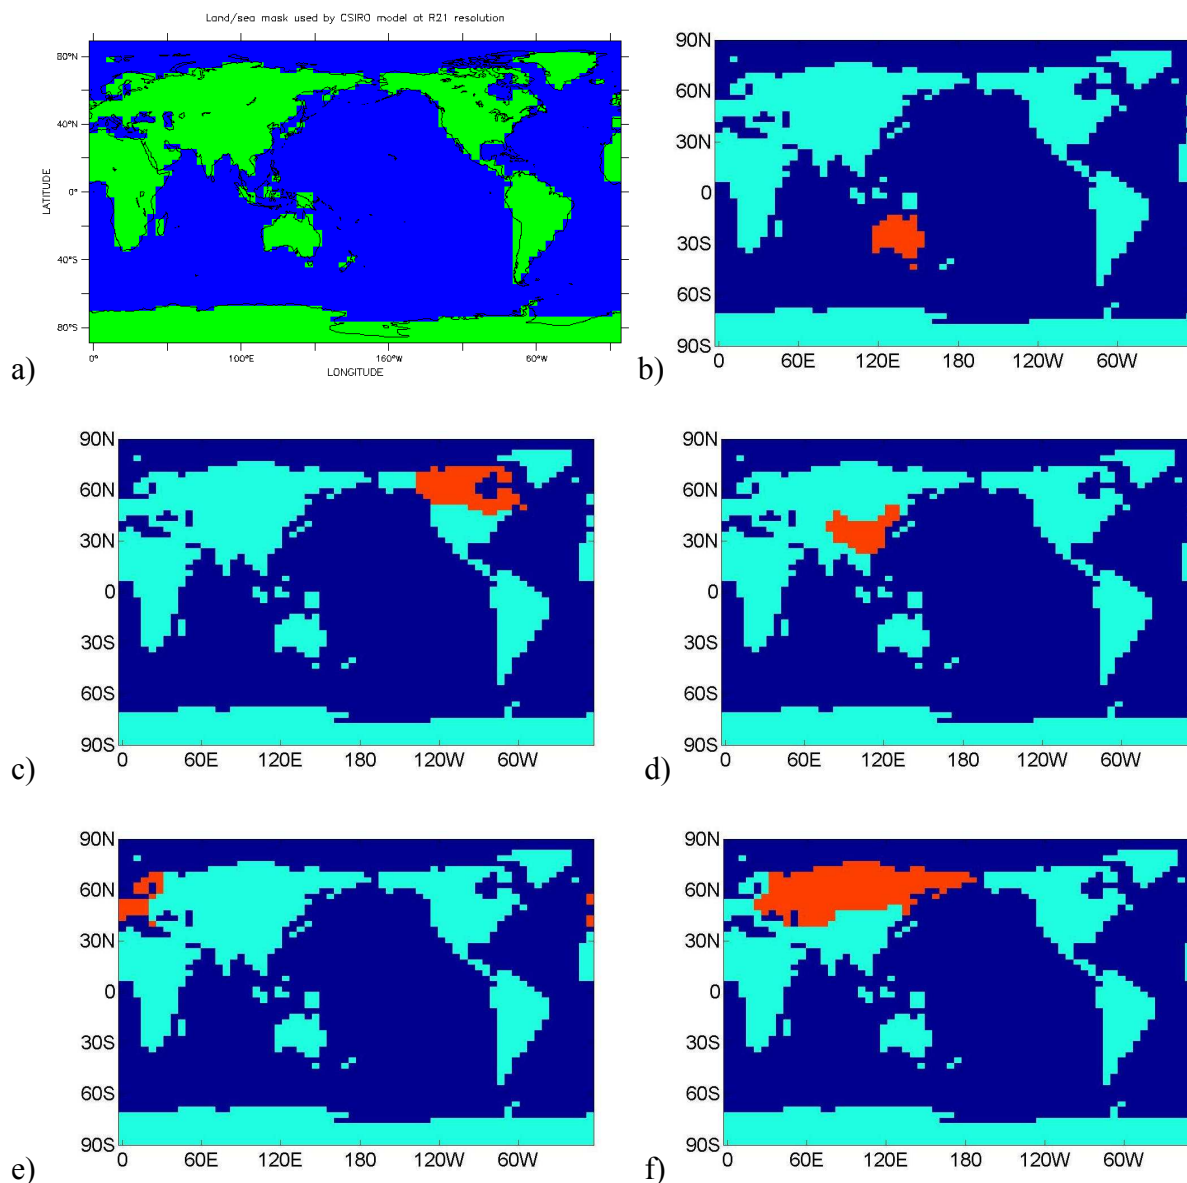 Land/sea mask used by CSIRO model at R21 resolution
80°N
40°N
0°
40°S
80°S
LATITUDE
0°
100°E
160°W
60°W
LONGITUDE
a)
90N
60N
30N
0
30S
60S
90S
0
60E
120E
180
120W
60W
b)
90N
60N
30N
0
30S
60S
90S
0
60E
120E
180
120W
60W
c)
90N
60N
30N
0
30S
60S
90S
0
60E
120E
180
120W
60W
d)
90N
60N
30N
0
30S
60S
90S
0
60E
120E
180
120W
60W
e)
90N
60N
30N
0
30S
60S
90S
0
60E
120E
180
120W
60W
f)